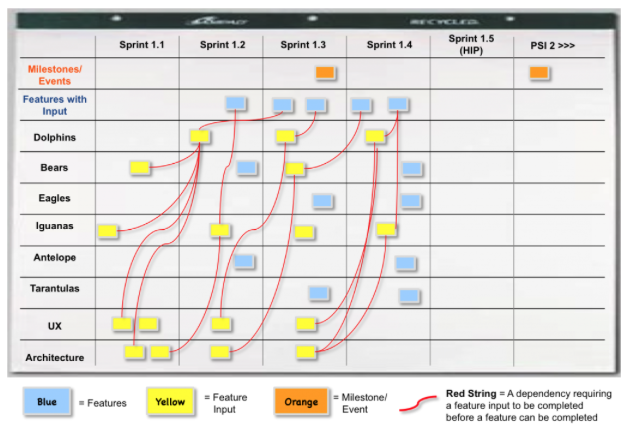 RECYCLED.
Sprint 1.1
Sprint 1.2
Sprint 1.3
Sprint 1.4
Sprint 1.5
(HIP)
PSI 2 >>>
Milestones/
Events
Features with
Input
Dolphins
Bears
Eagles
Iguanas
Antelope
Tarantulas
UX
Architecture
Blue
= Features
Yellow
= Feature
Input
Orange
= Milestone/
Event
Red String = A dependency requiring
a feature input to be completed
before a feature can be completed